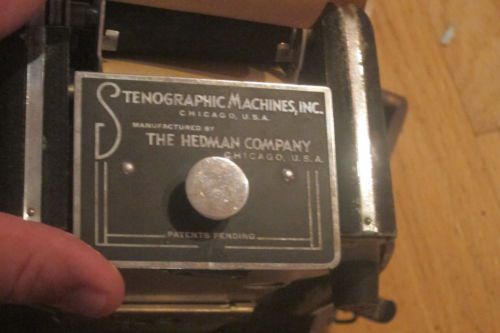 STENOGRAPHIC MACHINES, INC.
CHICAGO, U.S.A.
MANUFACTURED BY
THE HEDMAN COMPANY
CHICAGO, U.S.A.
PATENTS PENDING